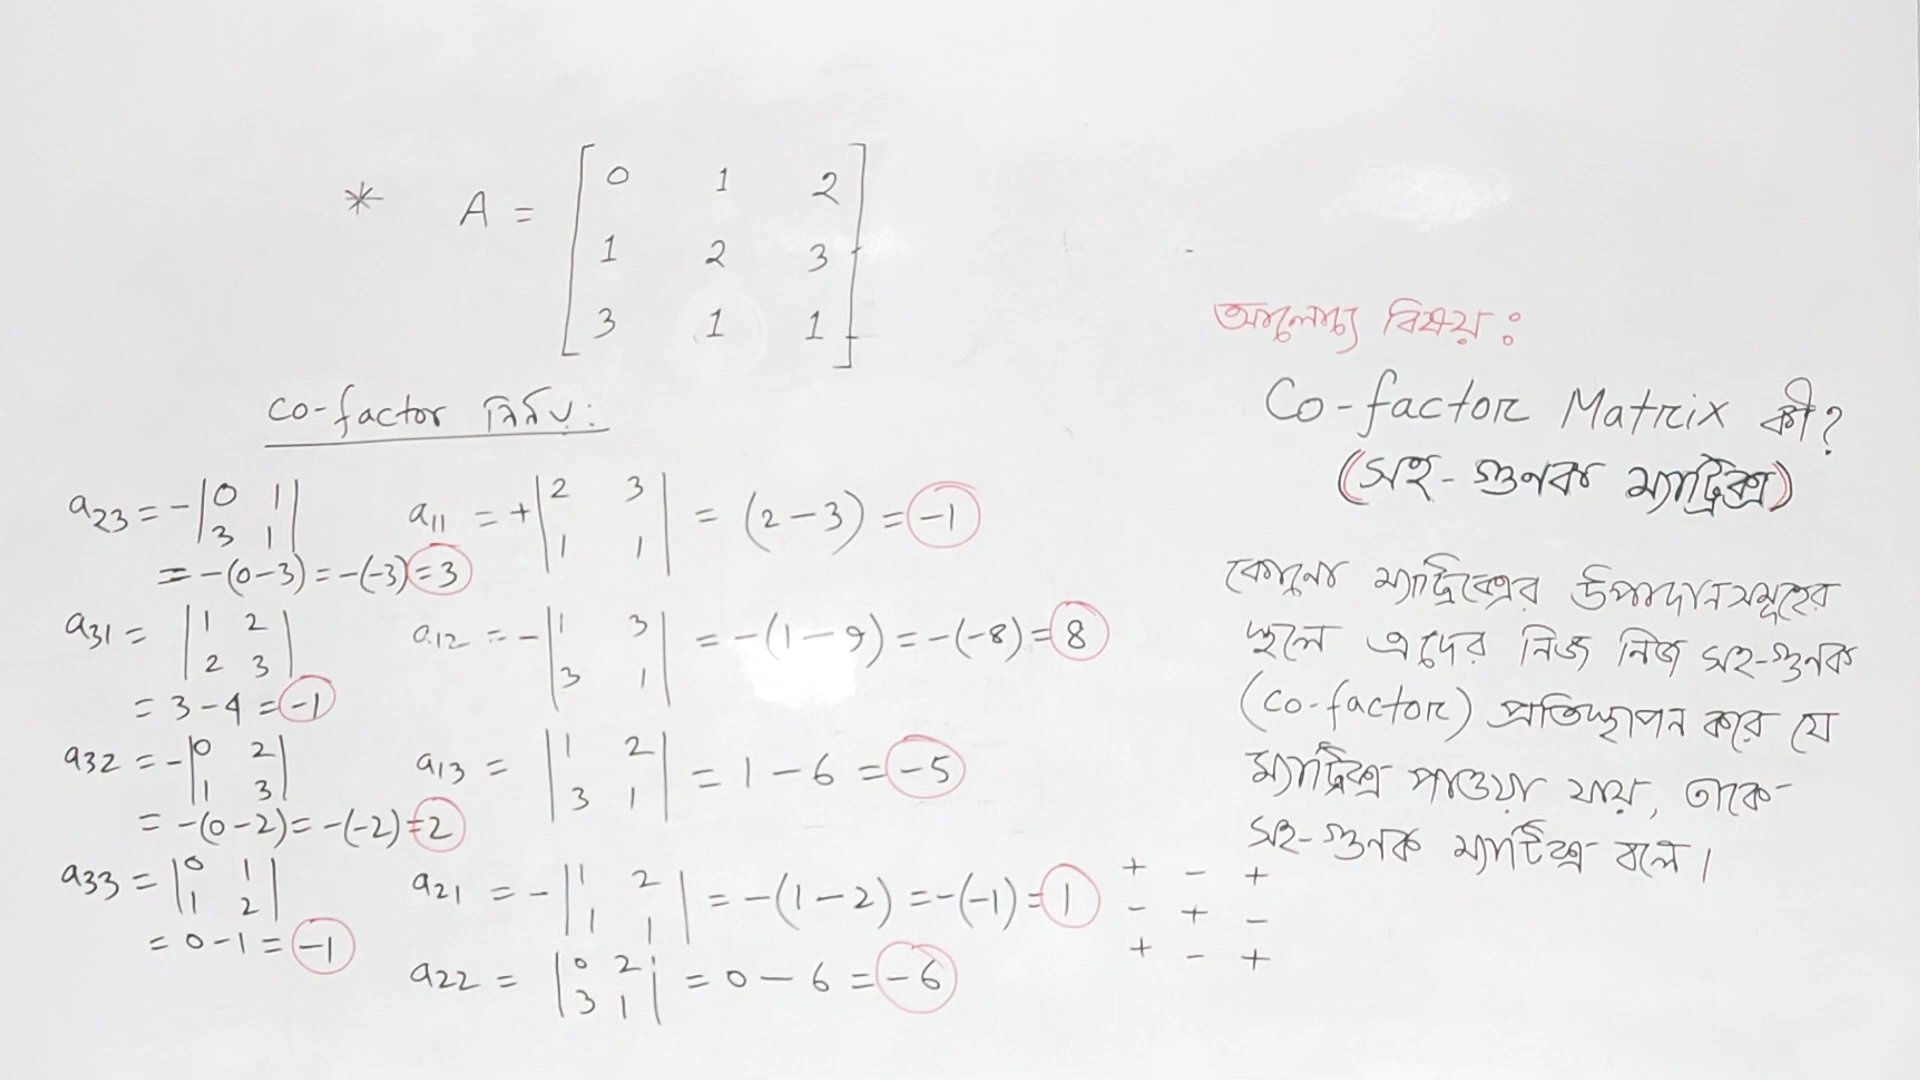 * A = [ 0 1 2
1 2 3
3 1 1 ]
co-factor নির্নয়:
a23 = - | 0 1
3 1 |
= -(0-3) = -(-3) = 3
a31 = | 1 2
2 3 |
= 3 - 4 = -1
a32 = - | 0 2
1 3 |
= -(0-2) = -(-2) = 2
a33 = | 0 1
1 2 |
= 0 - 1 = -1
a11 = + | 2 3
1 1 | = (2 - 3) = -1
a12 = - | 1 3
3 1 | = -(1 - 9) = -(-8) = 8
a13 = | 1 2
3 1 | = 1 - 6 = -5
a21 = - | 1 2
1 1 | = -(1 - 2) = -(-1) = 1
a22 = | 0 2
3 1 | = 0 - 6 = -6
+ - +
- + -
+ - +
আলোচ্য বিষয় :
Co-factor Matrix কী?
(সহ-গুনক ম্যাট্রিক্স)
কোনো ম্যাট্রিক্সের উপাদানসমূহের
স্থলে এদের নিজ নিজ সহ-গুনক
(co-factor) প্রতিস্থাপন করে যে
ম্যাট্রিক্স পাওয়া যায়, তাকে
সহ-গুনক ম্যাট্রিক্স বলে।